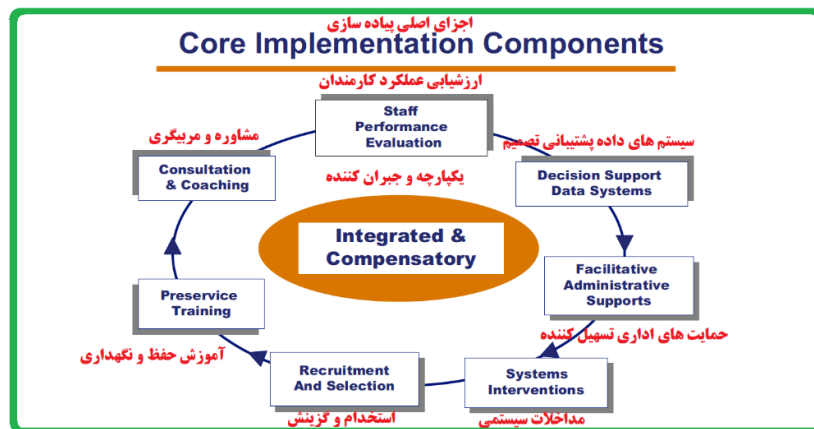 اجزای اصلی پیاده سازی
Core Implementation Components
ارزشیابی عملکرد کارمندان
Staff
Performance
Evaluation
مشاوره و مربیگری
Consultation
& Coaching
سیستم های داده پشتیبانی تصمیم
Decision Support
Data Systems
یکپارچه و جبران کننده
Integrated &
Compensatory
Facilitative
Administrative
Supports
حمایت های اداری تسهیل کننده
Preservice
Training
آموزش حفظ و نگهداری
Recruitment
And Selection
استخدام و گزینش
Systems
Interventions
مداخلات سیستمی